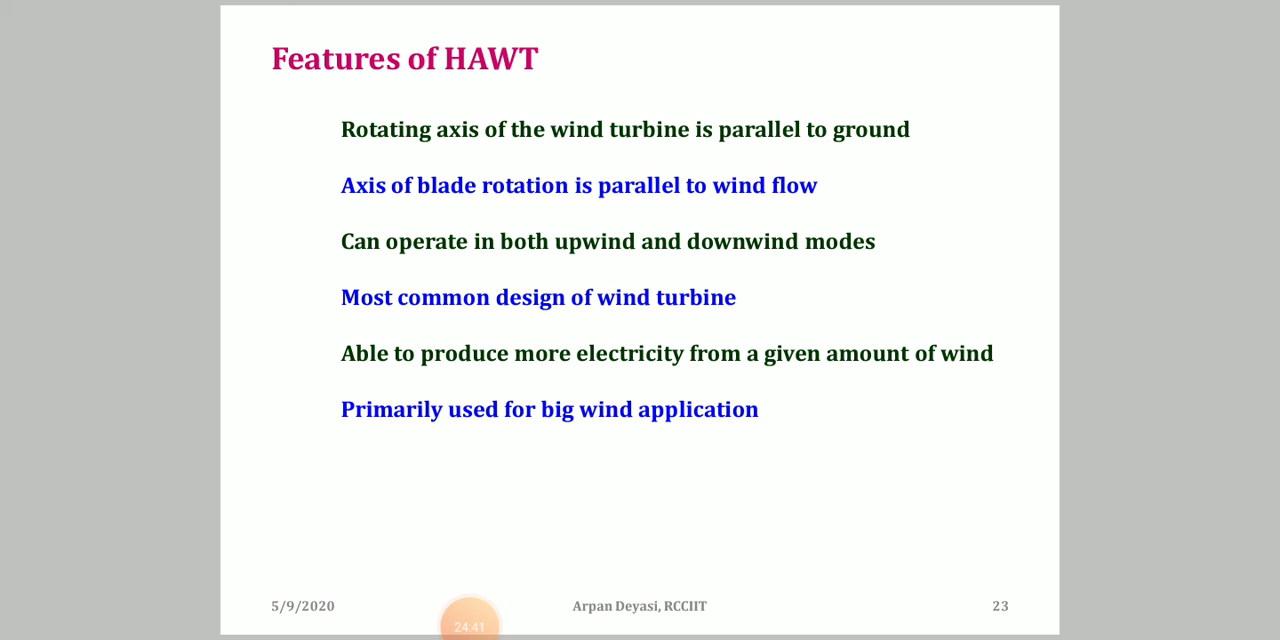 Features of HAWT
Rotating axis of the wind turbine is parallel to ground
Axis of blade rotation is parallel to wind flow
Can operate in both upwind and downwind modes
Most common design of wind turbine
Able to produce more electricity from a given amount of wind
Primarily used for big wind application
5/9/2020
Arpan Deyasi, RCCIIT
23
24:41